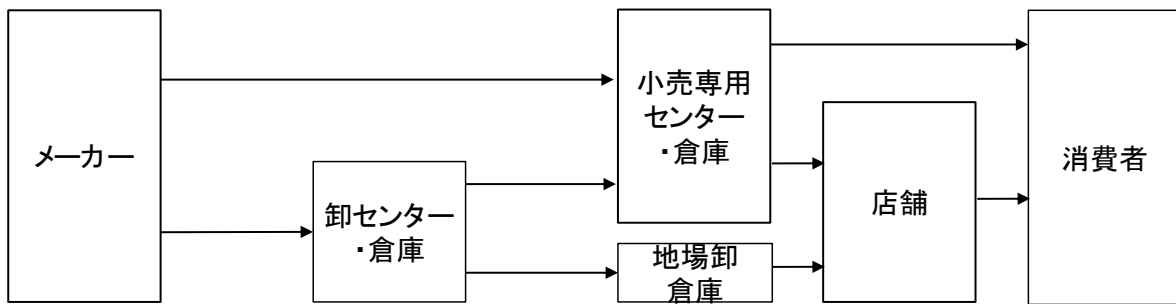 メーカー
卸センター
・倉庫
小売専用
センター
・倉庫
地場卸
倉庫
店舗
消費者